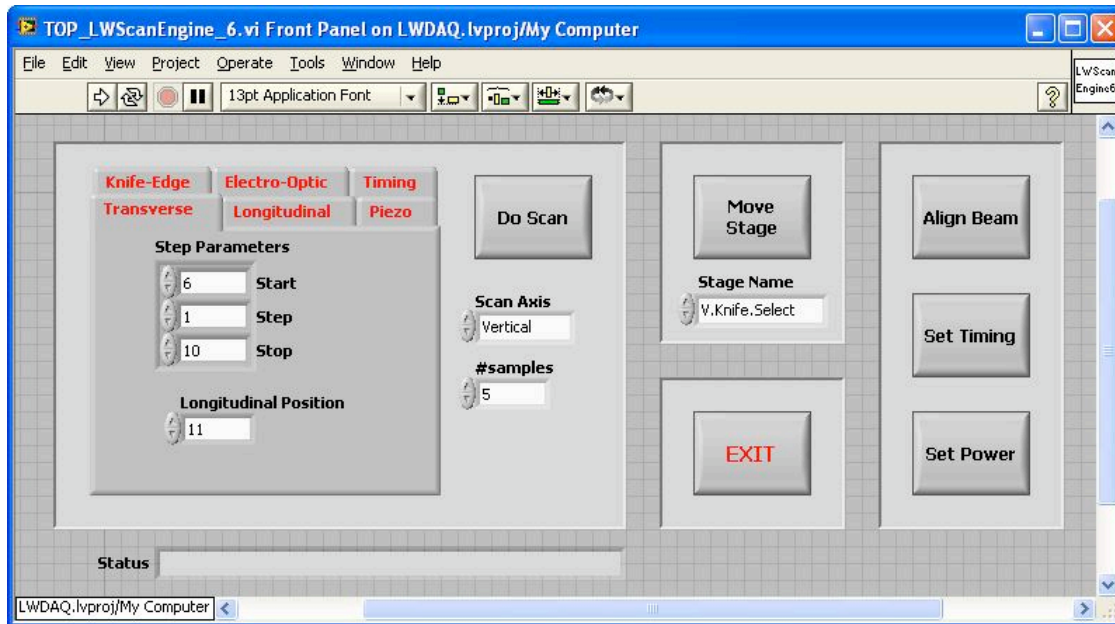 TOP_LWScanEngine_6.vi Front Panel on LWDAQ.lvproj/My Computer
File Edit View Project Operate Tools Window Help
13pt Application Font
LWScan
Engine6
Knife-Edge Electro-Optic Timing
Transverse Longitudinal Piezo
Step Parameters
6 Start
1 Step
10 Stop
Longitudinal Position
11
Do Scan
Scan Axis
Vertical
#samples
5
Move
Stage
Stage Name
V.Knife.Select
EXIT
Align Beam
Set Timing
Set Power
Status
LWDAQ.lvproj/My Computer